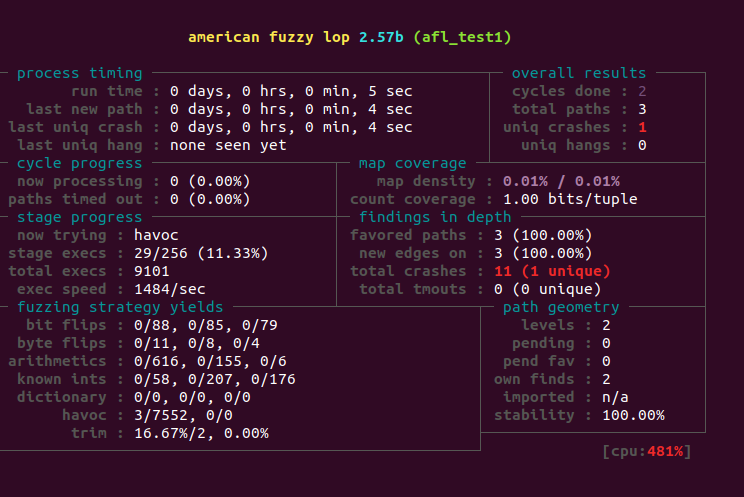 american fuzzy lop 2.57b (afl_test1)
process timing overall results
run time : 0 days, 0 hrs, 0 min, 5 sec cycles done : 2
last new path : 0 days, 0 hrs, 0 min, 4 sec total paths : 3
last uniq crash : 0 days, 0 hrs, 0 min, 4 sec uniq crashes : 1
last uniq hang : none seen yet uniq hangs : 0
cycle progress map coverage
now processing : 0 (0.00%) map density : 0.01% / 0.01%
paths timed out : 0 (0.00%) count coverage : 1.00 bits/tuple
stage progress findings in depth
now trying : havoc favored paths : 3 (100.00%)
stage execs : 29/256 (11.33%) new edges on : 3 (100.00%)
total execs : 9101 total crashes : 11 (1 unique)
exec speed : 1484/sec total tmouts : 0 (0 unique)
fuzzing strategy yields path geometry
bit flips : 0/88, 0/85, 0/79 levels : 2
byte flips : 0/11, 0/8, 0/4 pending : 0
arithmetics : 0/616, 0/155, 0/6 pend fav : 0
known ints : 0/58, 0/207, 0/176 own finds : 2
dictionary : 0/0, 0/0, 0/0 imported : n/a
havoc : 3/7552, 0/0 stability : 100.00%
trim : 16.67%/2, 0.00%
[cpu:481%]